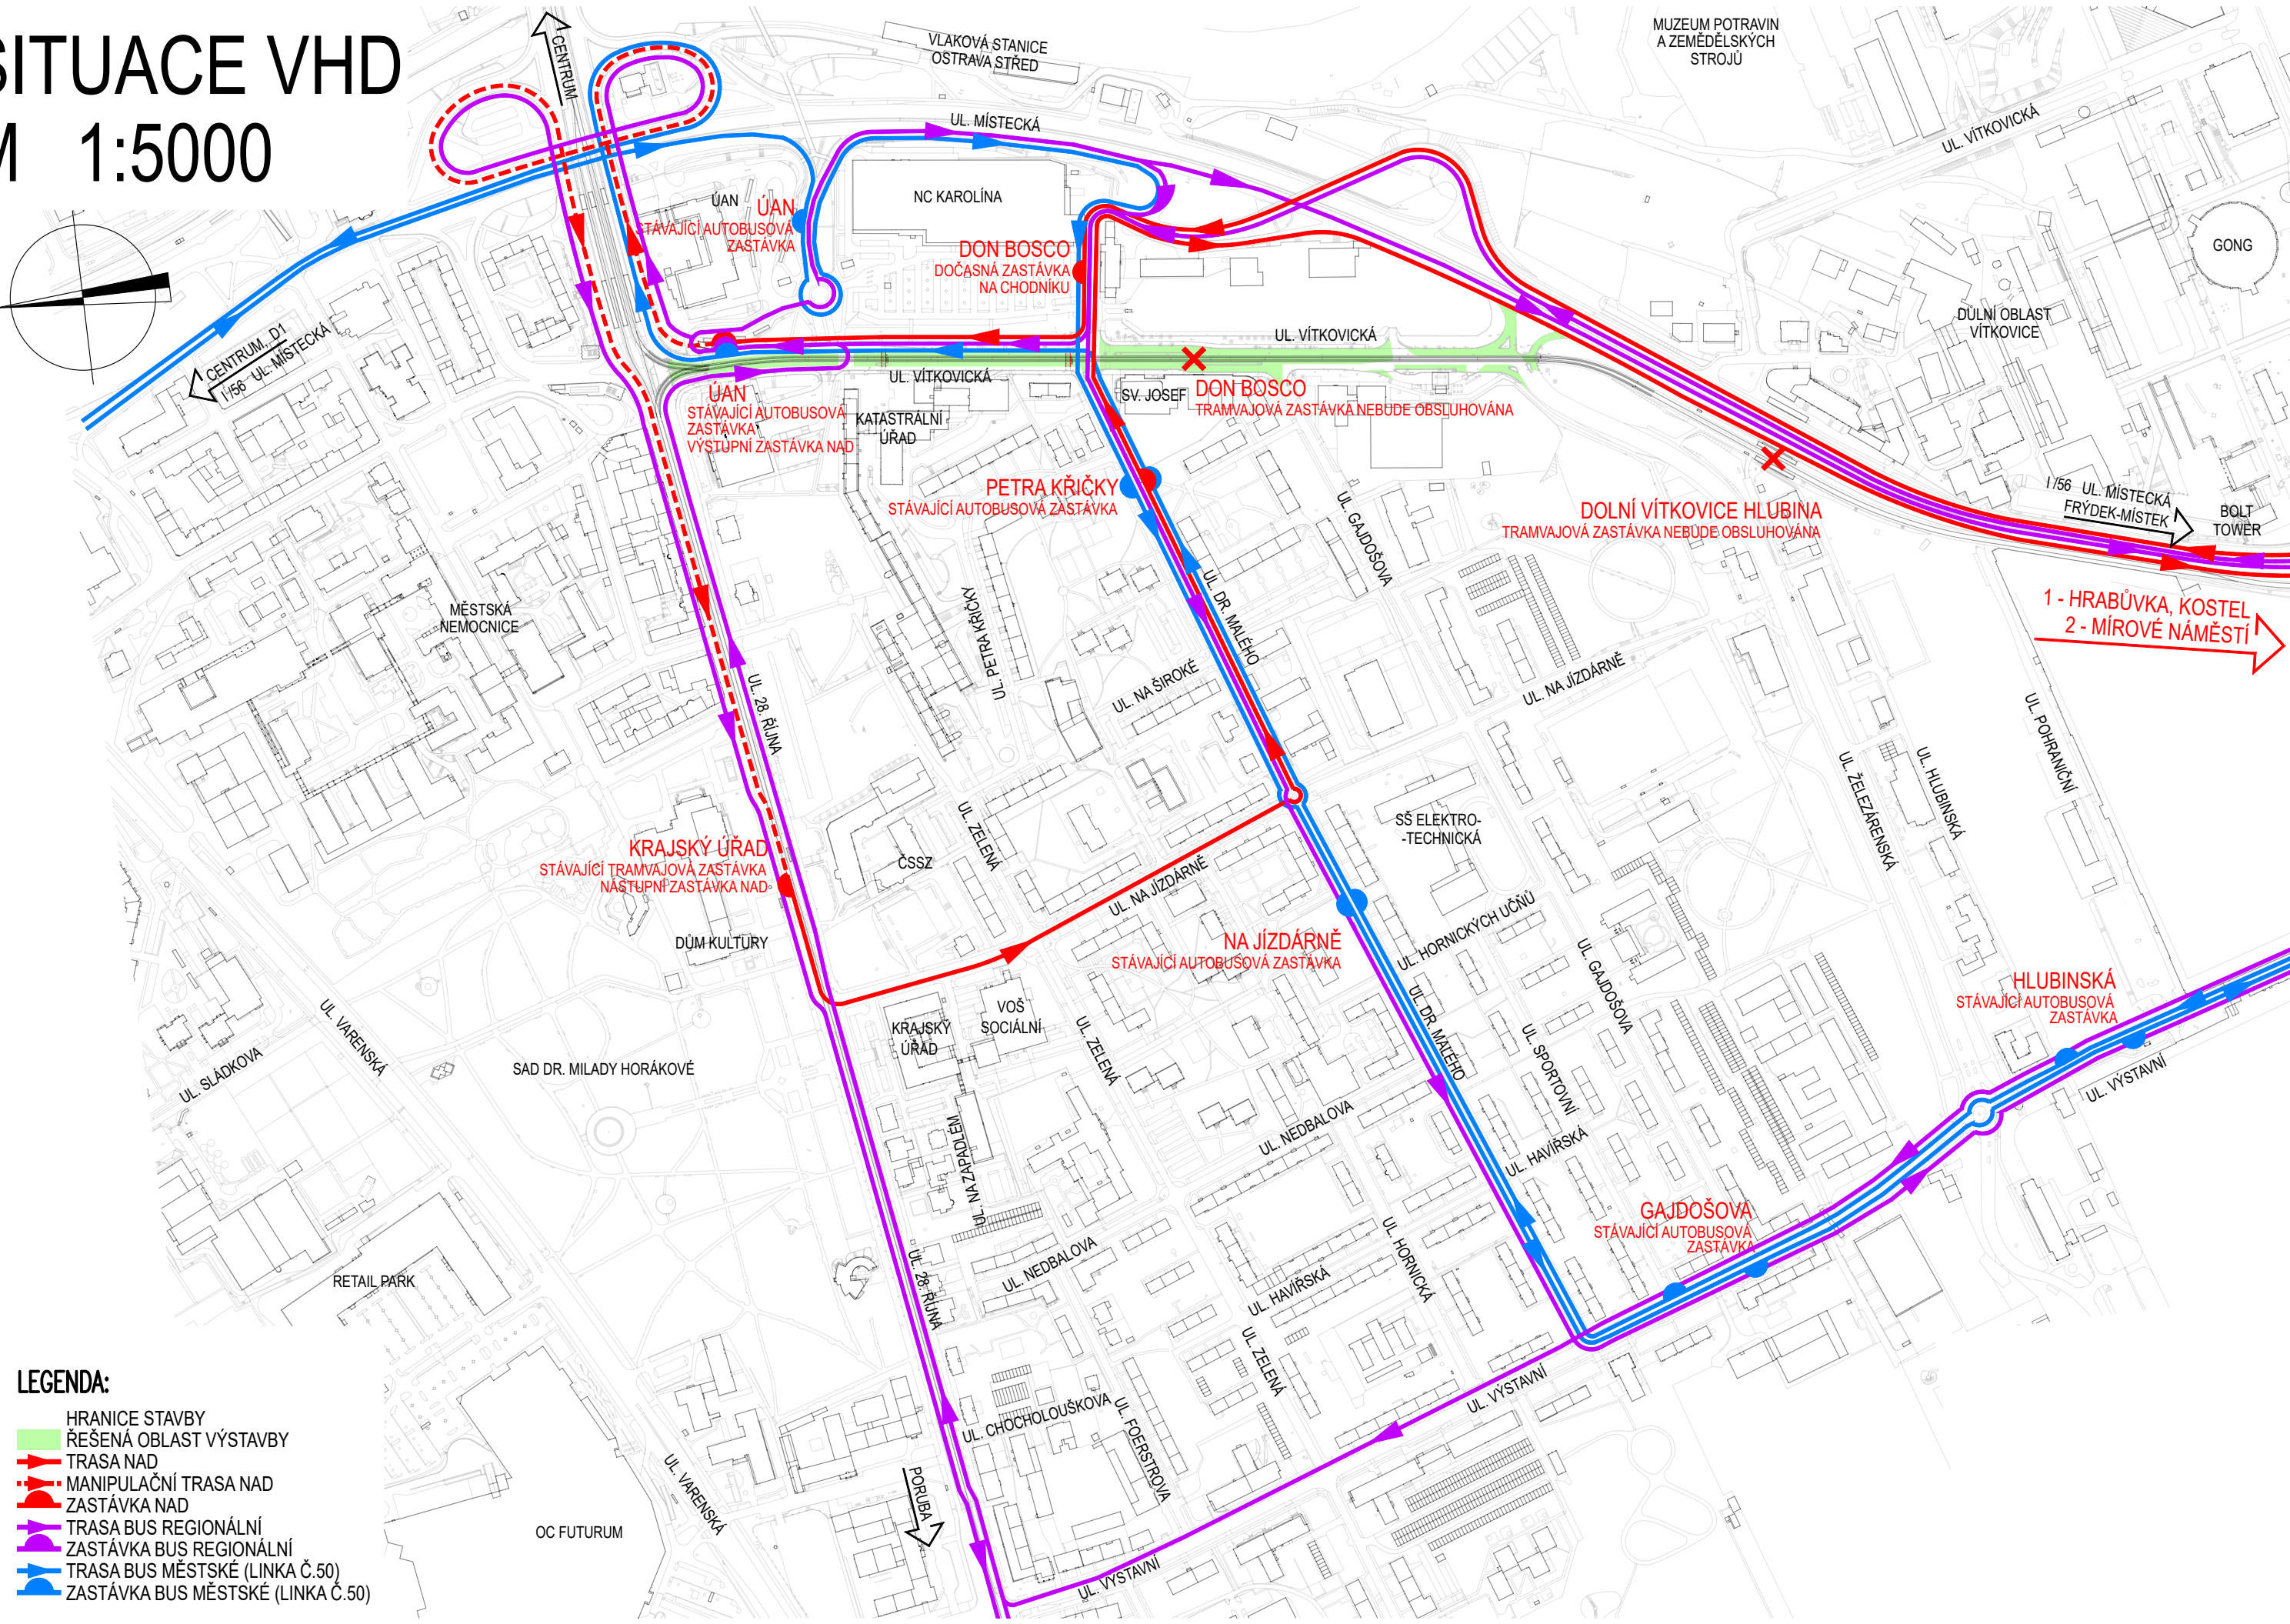 SITUACE VHD
M 1:5000
CENTRUM
VLAKOVÁ STANICE
OSTRAVA STŘED
MUZEUM POTRAVIN
A ZEMĚDĚLSKÝCH
STROJŮ
UL. MÍSTECKÁ
UL. VÍTKOVICKÁ
NC KAROLÍNA
ÚAN
ÚAN
STÁVAJÍCÍ AUTOBUSOVÁ
ZASTÁVKA
DON BOSCO
DOČASNÁ ZASTÁVKA
NA CHODNÍKU
GONG
DŮLNÍ OBLAST
VÍTKOVICE
CENTRUM, D1
I/56 UL. MÍSTECKÁ
UL. VÍTKOVICKÁ
UL. VÍTKOVICKÁ
ÚAN
STÁVAJÍCÍ AUTOBUSOVÁ
ZASTÁVKA
VÝSTUPNÍ ZASTÁVKA NAD
KATASTRÁLNÍ
ÚŘAD
SV. JOSEF
DON BOSCO
TRAMVAJOVÁ ZASTÁVKA NEBUDE OBSLUHOVÁNA
PETRA KŘIČKY
STÁVAJÍCÍ AUTOBUSOVÁ ZASTÁVKA
UL. GAJDOŠOVA
DOLNÍ VÍTKOVICE HLUBINA
TRAMVAJOVÁ ZASTÁVKA NEBUDE OBSLUHOVÁNA
I /56 UL. MÍSTECKÁ
FRÝDEK-MÍSTEK
BOLT
TOWER
1 - HRABŮVKA, KOSTEL
2 - MÍROVÉ NÁMĚSTÍ
MĚSTSKÁ
NEMOCNICE
UL. PETRA KŘIČKY
UL. DR. MALÉHO
UL. NA ŠIROKÉ
UL. NA JÍZDÁRNĚ
UL. 28. ŘÍJNA
UL. POHRANIČNÍ
UL. ŽELEZÁRENSKÁ
UL. HLUBINSKÁ
KRAJSKÝ ÚŘAD
STÁVAJÍCÍ TRAMVAJOVÁ ZASTÁVKA
NÁSTUPNÍ ZASTÁVKA NAD
ČSSZ
UL. ZELENÁ
SŠ ELEKTRO-
-TECHNICKÁ
UL. NA JÍZDÁRNĚ
DŮM KULTURY
NA JÍZDÁRNĚ
STÁVAJÍCÍ AUTOBUSOVÁ ZASTÁVKA
UL. HORNICKÝCH UČŇŮ
UL. GAJDOŠOVA
HLUBINSKÁ
STÁVAJÍCÍ AUTOBUSOVÁ
ZASTÁVKA
KRAJSKÝ
ÚŘAD
VOŠ
SOCIÁLNÍ
UL. ZELENÁ
UL. DR. MALÉHO
UL. SPORTOVNÍ
UL. VARENSKÁ
UL. SLÁDKOVA
SAD DR. MILADY HORÁKOVÉ
UL. VÝSTAVNÍ
UL. NEDBALOVA
UL. HAVÍŘSKÁ
UL. NA ZAPADLÉM
GAJDOŠOVA
STÁVAJÍCÍ AUTOBUSOVÁ
ZASTÁVKA
UL. HORNICKÁ
UL. NEDBALOVA
UL. HAVÍŘSKÁ
UL. 28. ŘÍJNA
RETAIL PARK
UL. ZELENÁ
UL. VÝSTAVNÍ
UL. CHOCHOLOUŠKOVA
UL. FOERSTROVA
UL. VARENSKÁ
PORUBA
OC FUTURUM
UL. VÝSTAVNÍ
LEGENDA:
HRANICE STAVBY
ŘEŠENÁ OBLAST VÝSTAVBY
TRASA NAD
MANIPULAČNÍ TRASA NAD
ZASTÁVKA NAD
TRASA BUS REGIONÁLNÍ
ZASTÁVKA BUS REGIONÁLNÍ
TRASA BUS MĚSTSKÉ (LINKA Č.50)
ZASTÁVKA BUS MĚSTSKÉ (LINKA Č.50)